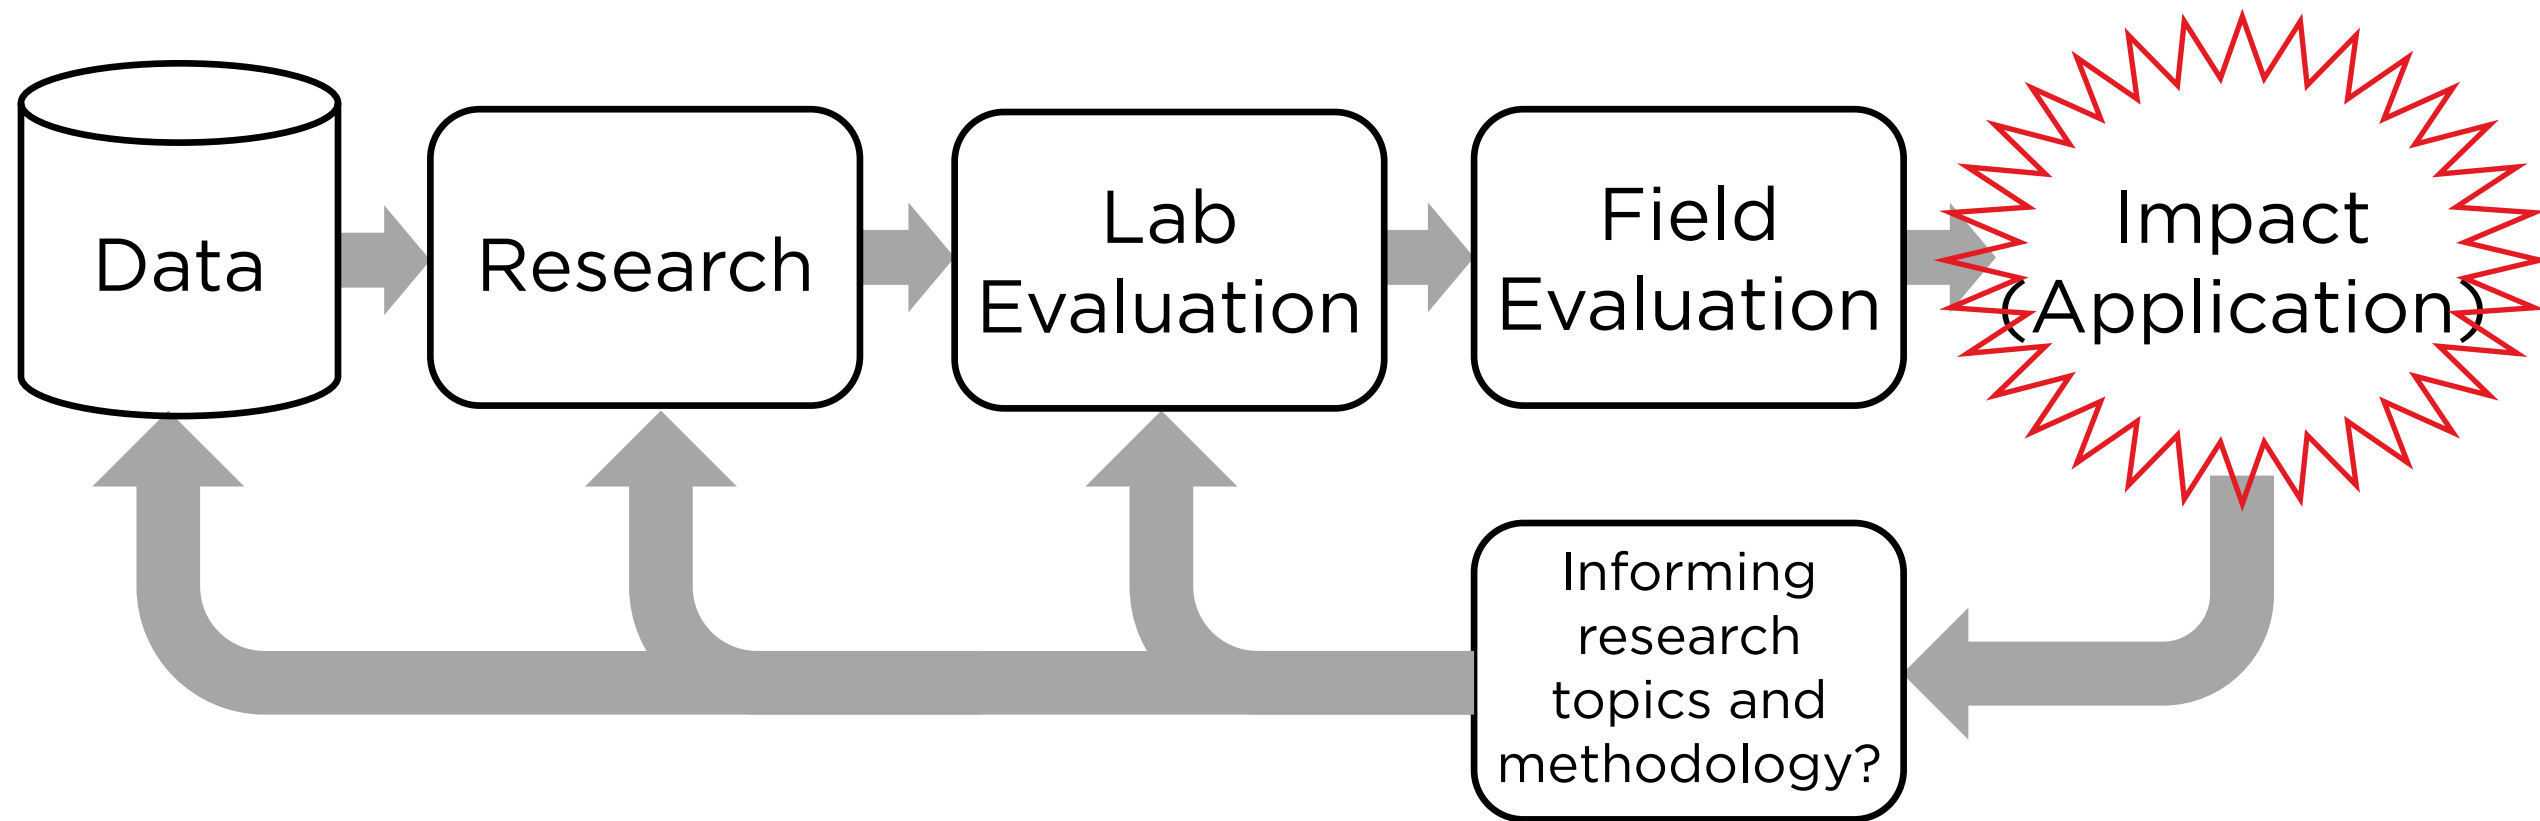 Data
Research
Lab
Evaluation
Field
Evaluation
Impact
(Application)
Informing
research
topics and
methodology?